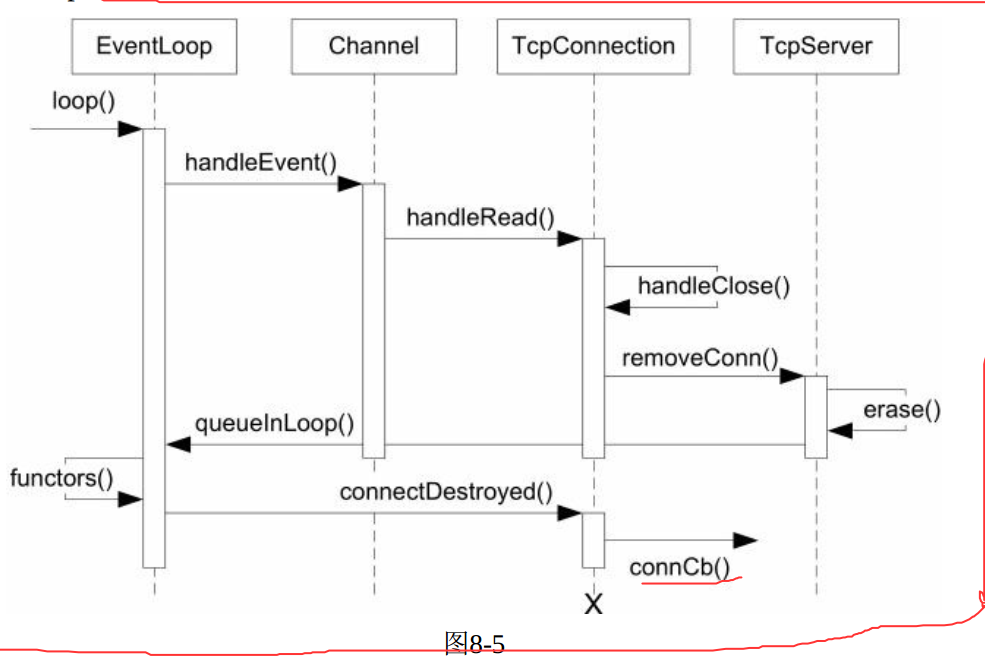 EventLoop Channel TcpConnection TcpServer
loop()
handleEvent()
handleRead()
handleClose()
removeConn()
erase()
queueInLoop()
functors()
connectDestroyed()
connCb()
X
图8-5